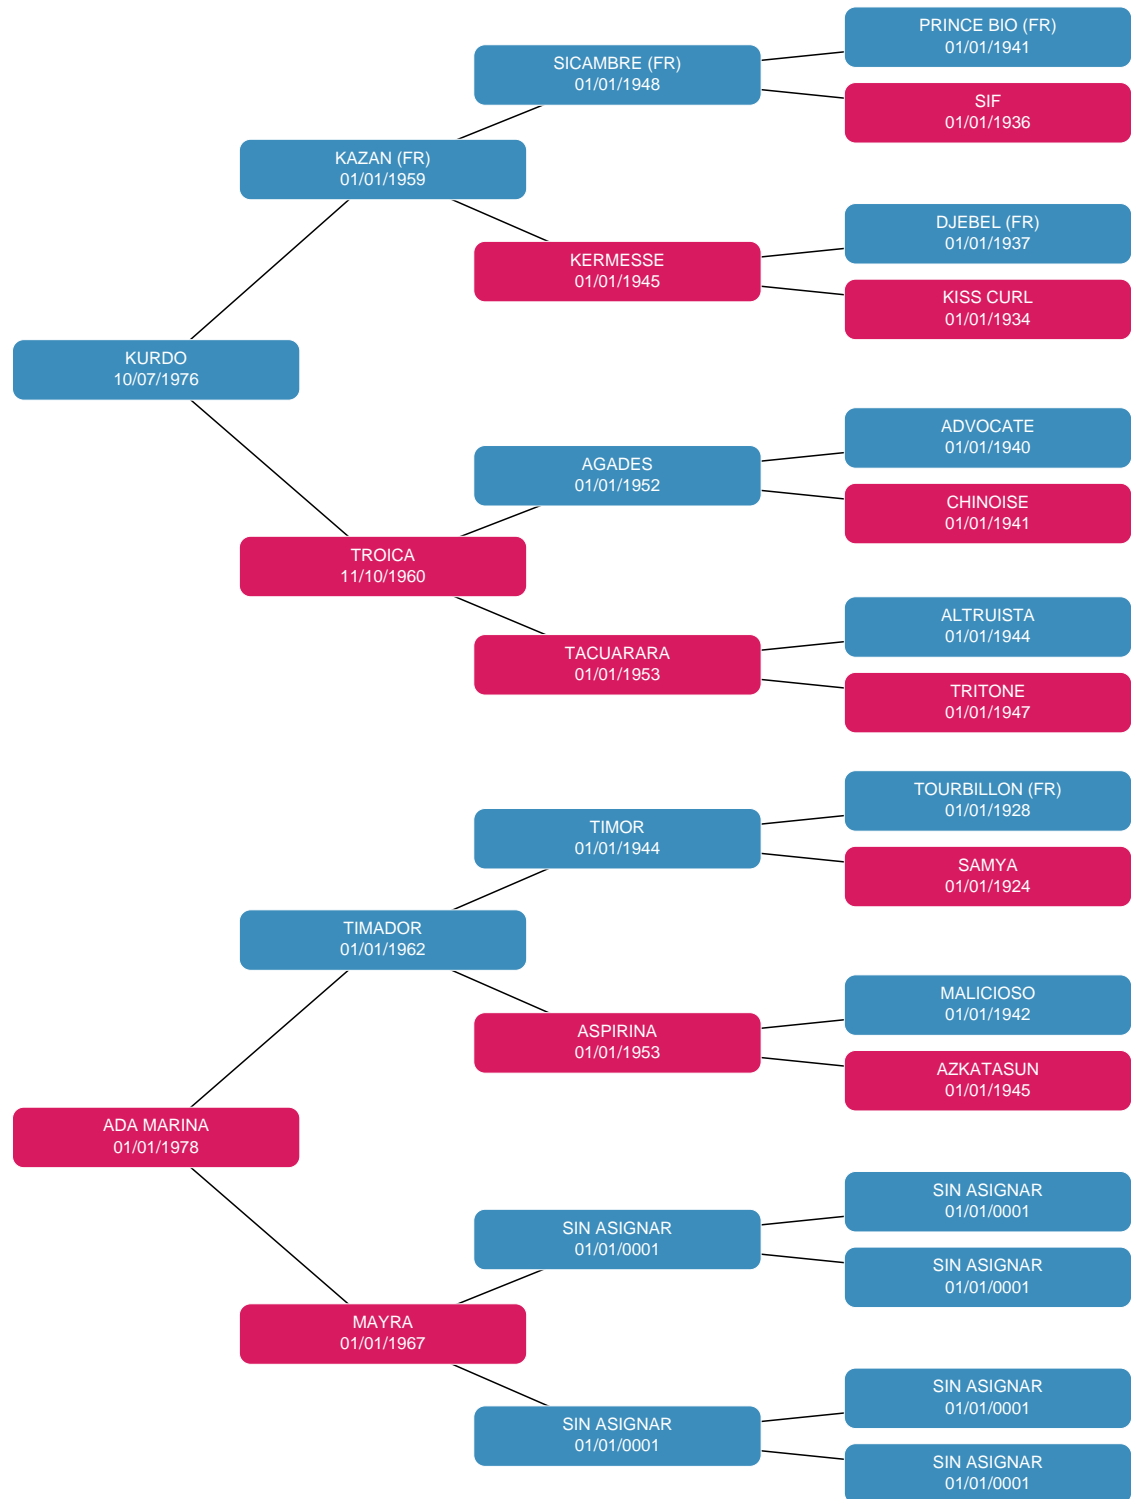 PRINCE BIO (FR)
01/01/1941
SICAMBRE (FR)
01/01/1948
SIF
01/01/1936
KAZAN (FR)
01/01/1959
DJEBEL (FR)
01/01/1937
KERMESSE
01/01/1945
KISS CURL
01/01/1934
KURDO
10/07/1976
ADVOCATE
01/01/1940
AGADES
01/01/1952
CHINOISE
01/01/1941
TROICA
11/10/1960
ALTRUISTA
01/01/1944
TACUARARA
01/01/1953
TRITONE
01/01/1947
TOURBILLON (FR)
01/01/1928
TIMOR
01/01/1944
SAMYA
01/01/1924
TIMADOR
01/01/1962
MALICIOSO
01/01/1942
ASPIRINA
01/01/1953
AZKATASUN
01/01/1945
ADA MARINA
01/01/1978
SIN ASIGNAR
01/01/0001
SIN ASIGNAR
01/01/0001
SIN ASIGNAR
01/01/0001
MAYRA
01/01/1967
SIN ASIGNAR
01/01/0001
SIN ASIGNAR
01/01/0001
SIN ASIGNAR
01/01/0001